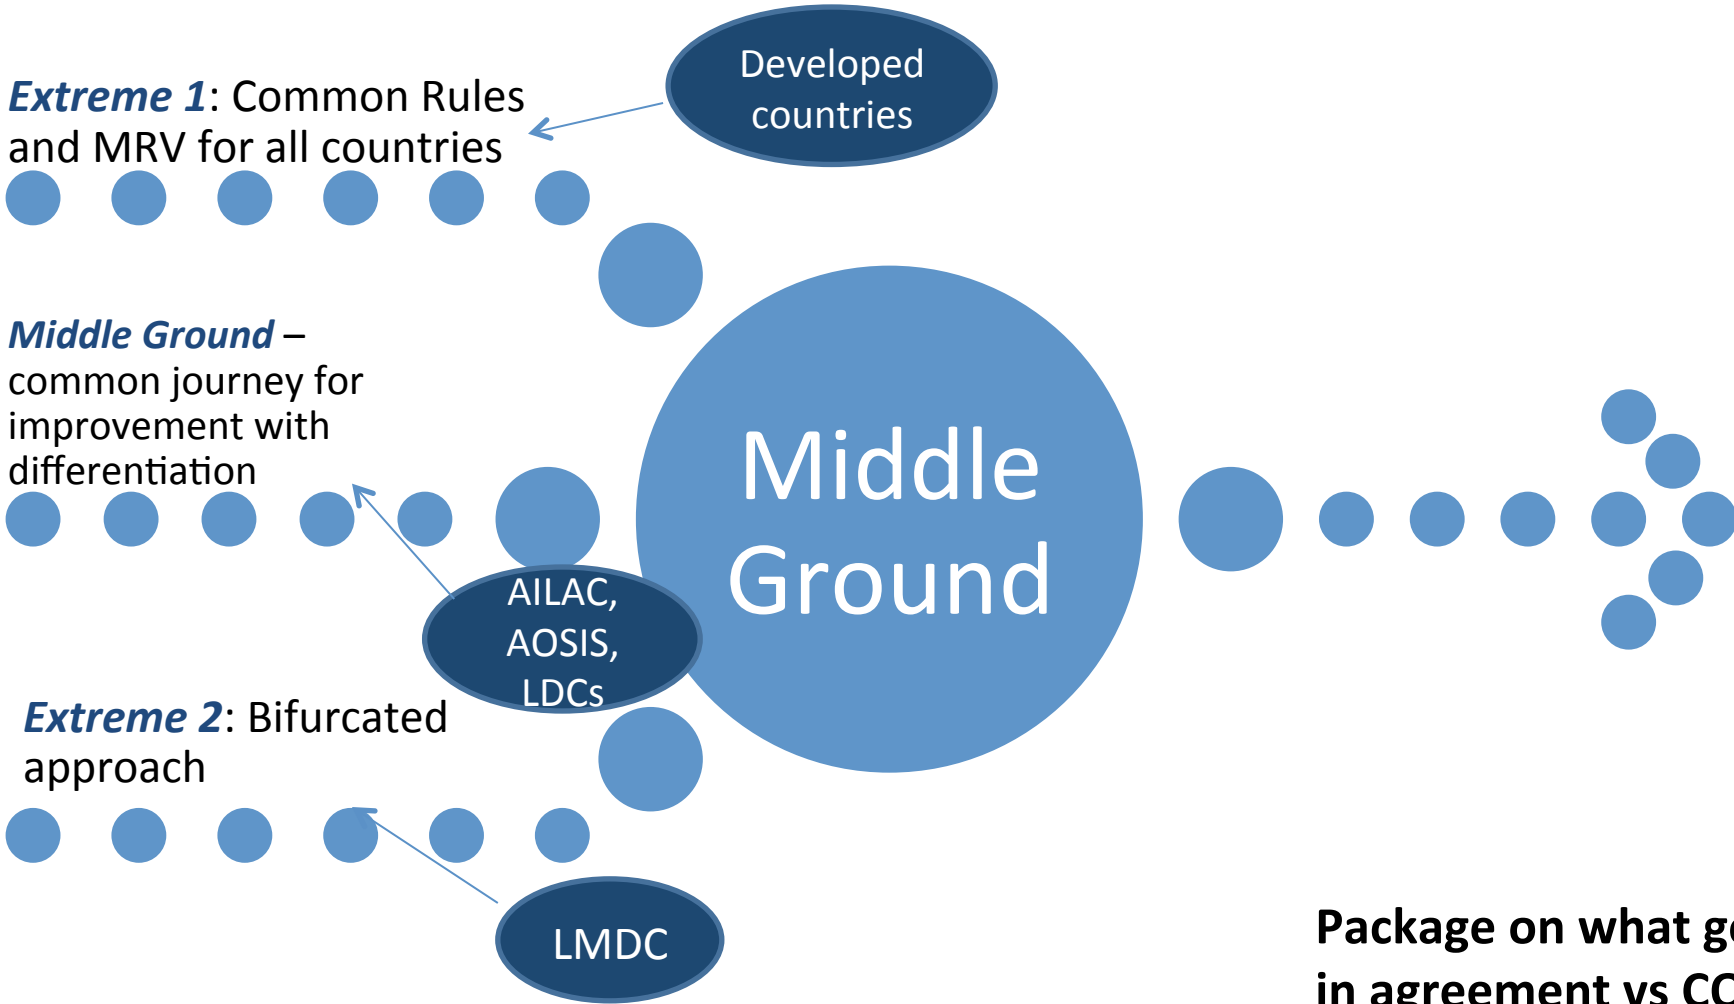 Developed
countries
Extreme 1: Common Rules
and MRV for all countries
Middle Ground –
common journey for
improvement with
differentiation
Middle
Ground
AILAC,
AOSIS,
LDCs
Extreme 2: Bifurcated
approach
LMDC
Package on what
in agreement vs